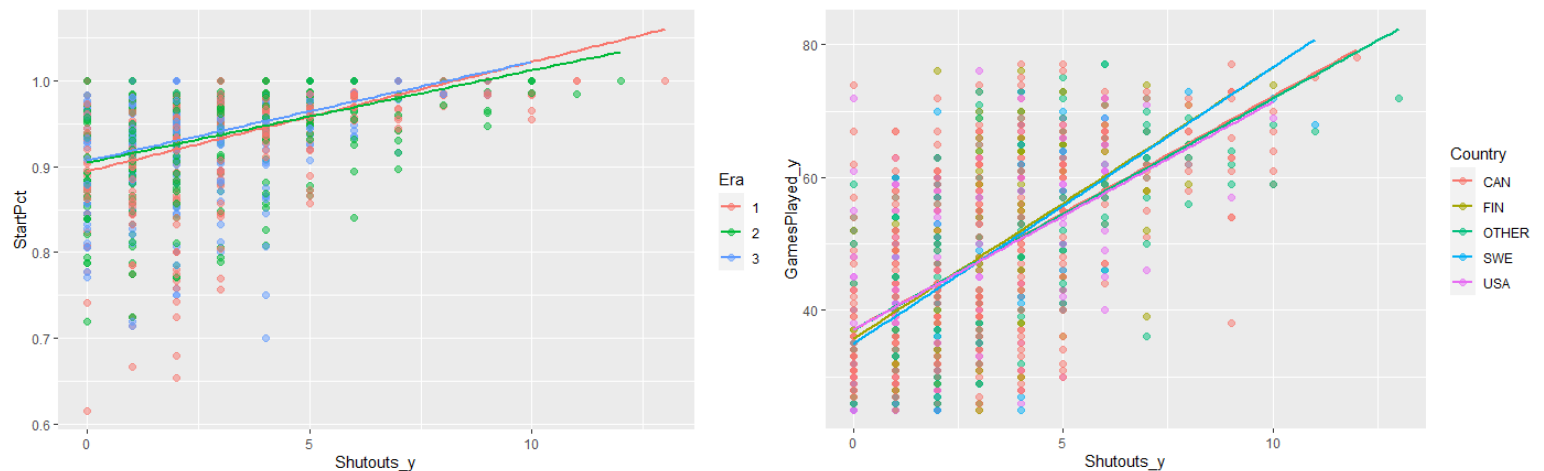 1.0
0.9
0.8
0.7
0.6
StartPct
0
5
10
Shutouts_y
Era
1
2
3
80
60
40
GamesPlayed_y
0
5
10
Shutouts_y
Country
CAN
FIN
OTHER
SWE
USA